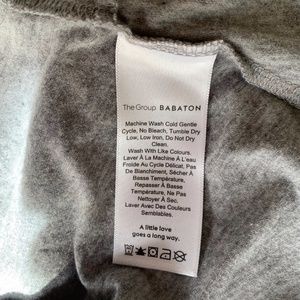 The Group BABATON
Machine Wash Cold Gentle
Cycle, No Bleach, Tumble Dry
Low, Low Iron, Do Not Dry
Clean.
Wash With Like Colours.
Laver À La Machine À L'eau
Froide Au Cycle Délicat, Pas
De Blanchiment, Sécher À
Basse Température,
Repasser À Basse
Température, Ne Pas
Nettoyer À Sec.
Laver Avec Des Couleurs
Semblables.
A little love
goes a long way.